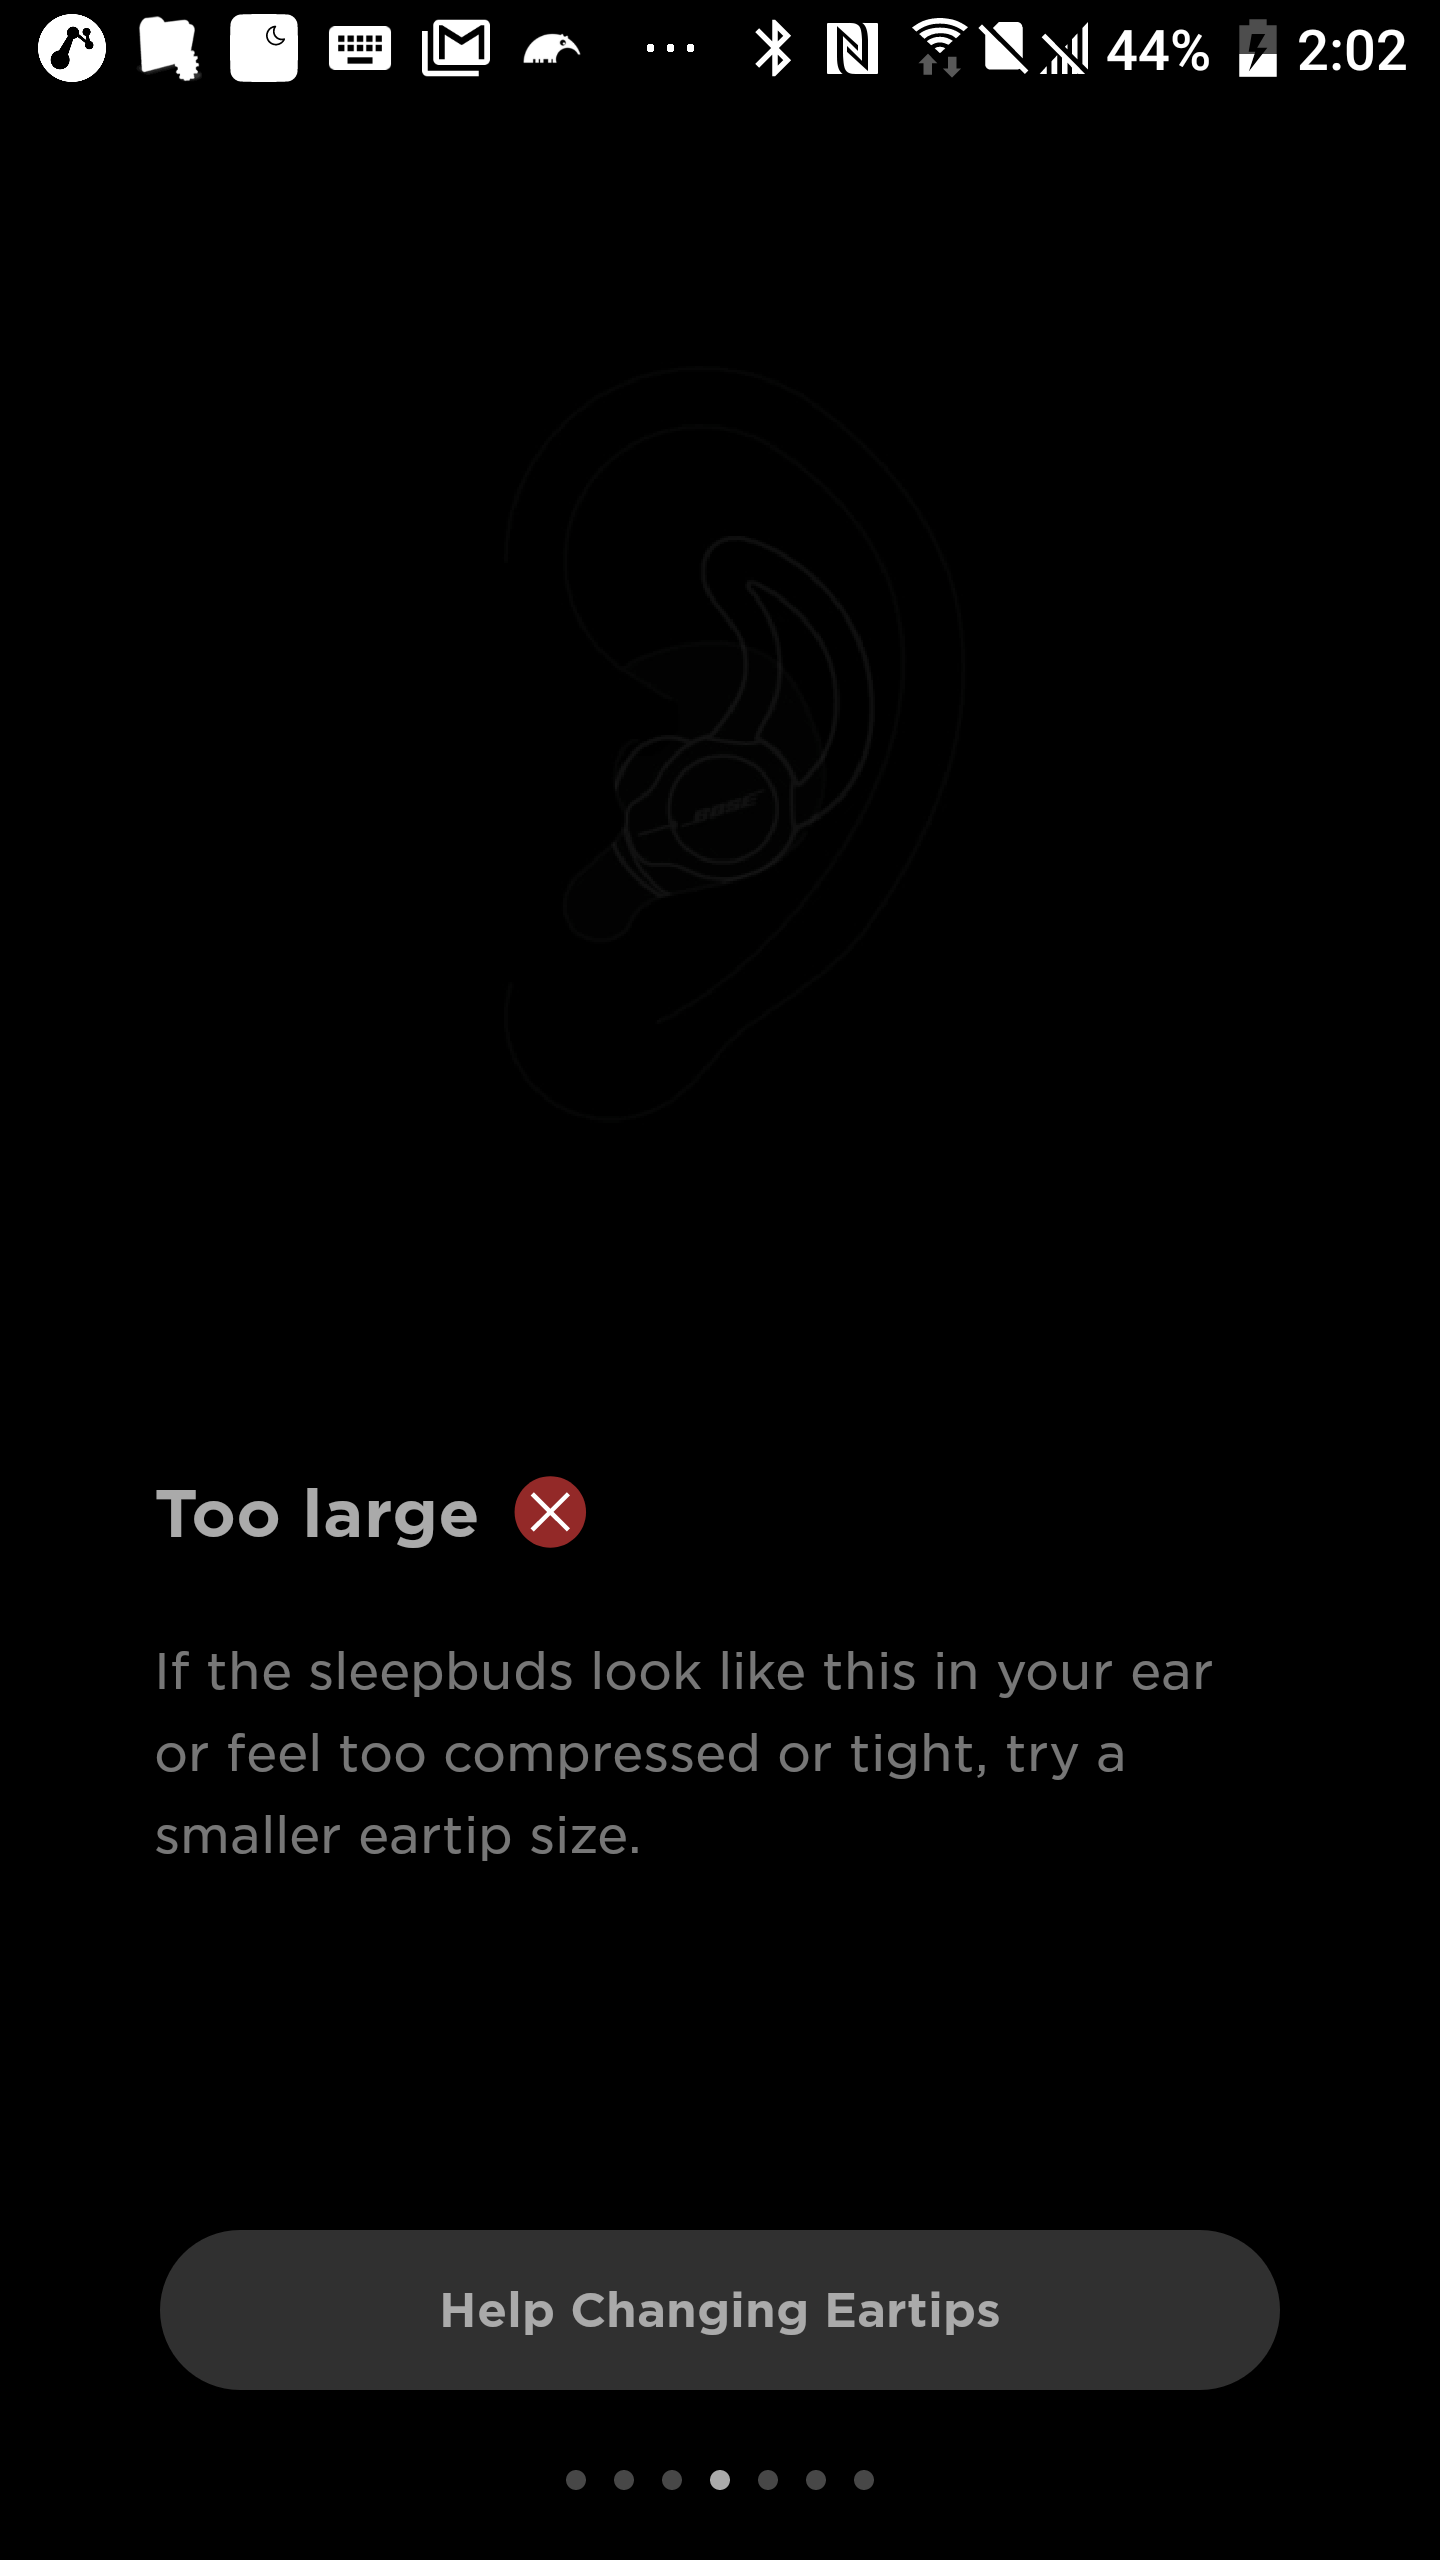 44% 2:02
BOSE
Too large
If the sleepbuds look like this in your ear
or feel too compressed or tight, try a
smaller eartip size.
Help Changing Eartips